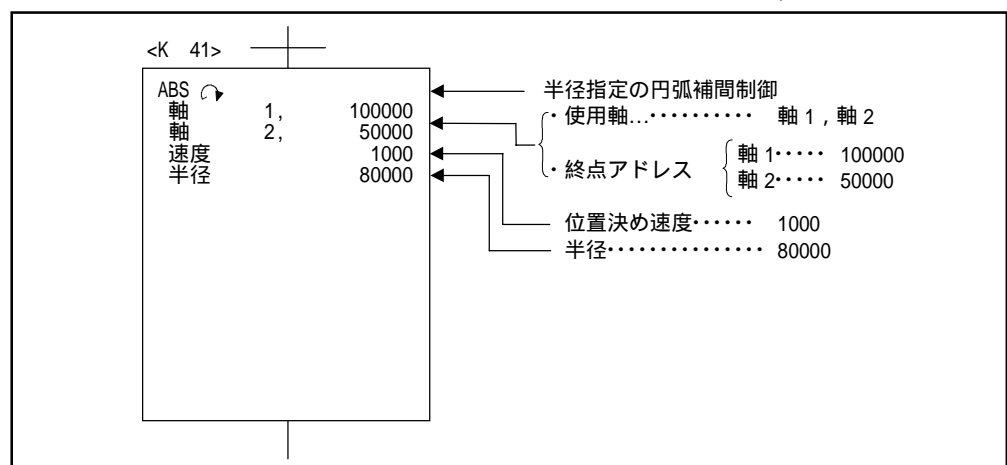 <K 41>
ABS
軸 1, 100000
軸 2, 50000
速度 1000
半径 80000
半径指定の円弧補間制御
・使用軸…・・・・・・・・・・ 軸1,軸2
・終点アドレス
軸1・・・・・ 100000
軸2・・・・・ 50000
位置決め速度・・・・・・ 1000
半径・・・・・・・・・・・・・・・ 80000